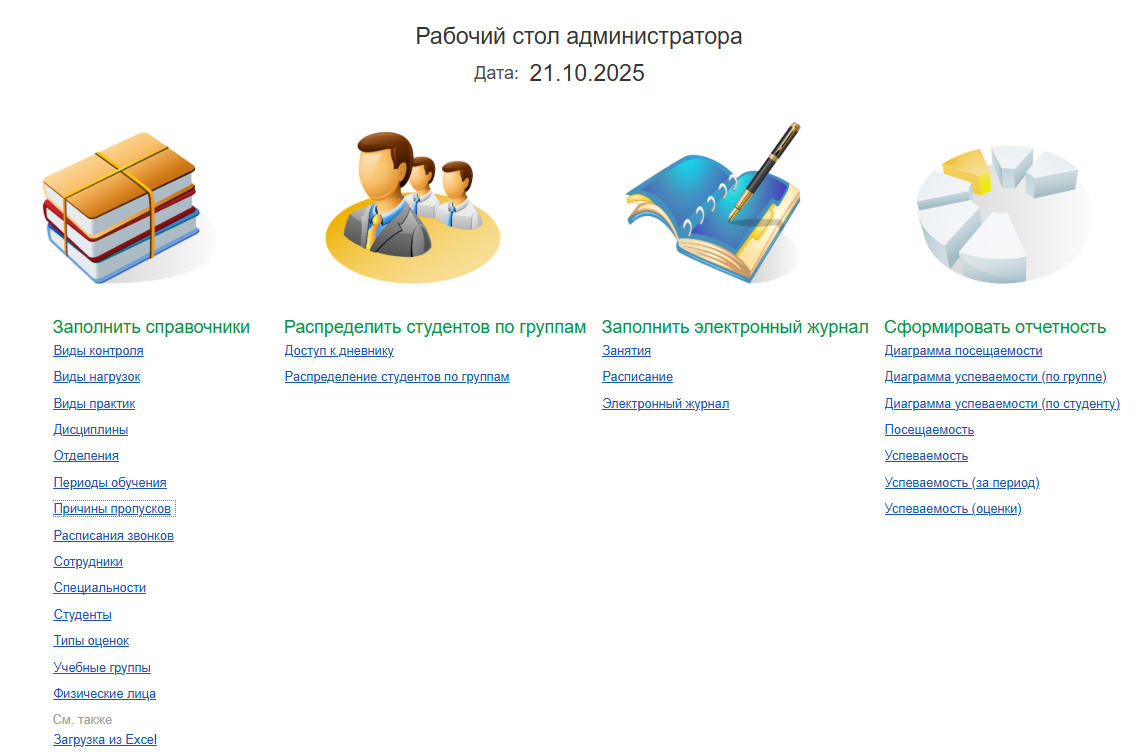 Рабочий стол администратора
Дата: 21.10.2025
Заполнить справочники
Виды контроля
Виды нагрузок
Виды практик
Дисциплины
Отделения
Периоды обучения
Причины пропусков
Расписания звонков
Сотрудники
Специальности
Студенты
Типы оценок
Учебные группы
Физические лица
См. также
Загрузка из Excel
Распределить студентов по группам
Доступ к дневнику
Распределение студентов по группам
Заполнить электронный журнал
Занятия
Расписание
Электронный журнал
Сформировать отчетность
Диаграмма посещаемости
Диаграмма успеваемости (по группе)
Диаграмма успеваемости (по студенту)
Посещаемость
Успеваемость
Успеваемость (за период)
Успеваемость (оценки)